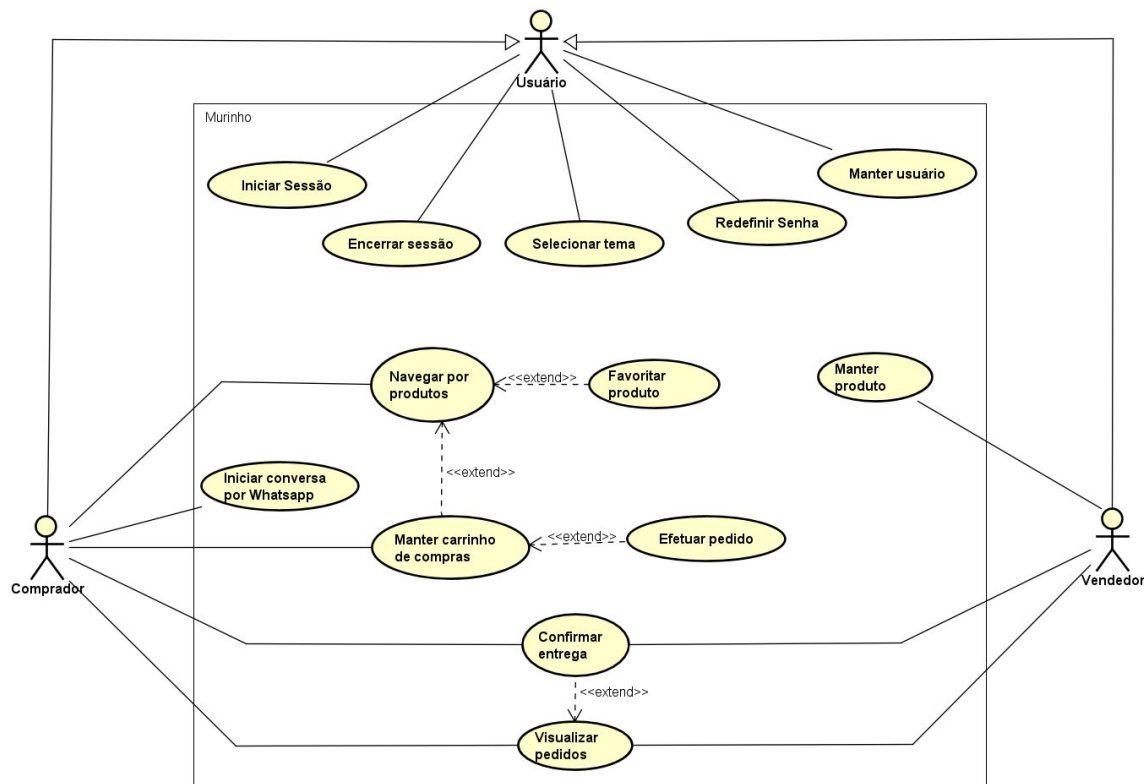 Usuário
Murinho
Iniciar Sessão
Manter usuário
Redefinir Senha
Encerrar sessão
Selecionar tema
Navegar por
produtos
<<extend>>
Favoritar
produto
Manter
produto
<<extend>>
Iniciar conversa
por Whatsapp
Manter carrinho
de compras
<<extend>>
Efetuar pedido
Comprador
Vendedor
Confirmar
entrega
<<extend>>
Visualizar
pedidos